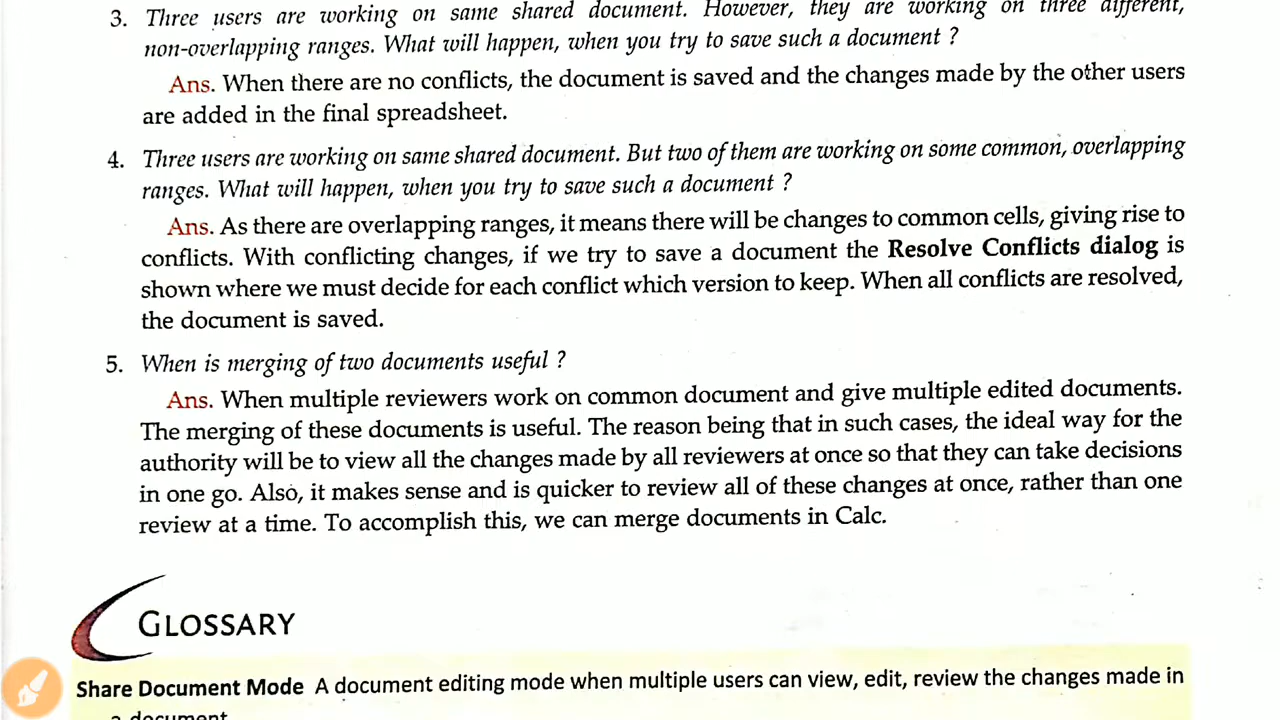 3. Three users are working on same shared document. However, they are working on three different,
non-overlapping ranges. What will happen, when you try to save such a document ?
Ans. When there are no conflicts, the document is saved and the changes made by the other users
are added in the final spreadsheet.
4. Three users are working on same shared document. But two of them are working on some common, overlapping
ranges. What will happen, when you try to save such a document ?
Ans. As there are overlapping ranges, it means there will be changes to common cells, giving rise to
conflicts. With conflicting changes, if we try to save a document the Resolve Conflicts dialog is
shown where we must decide for each conflict which version to keep. When all conflicts are resolved,
the document is saved.
5. When is merging of two documents useful ?
Ans. When multiple reviewers work on common document and give multiple edited documents.
The merging of these documents is useful. The reason being that in such cases, the ideal way for the
authority will be to view all the changes made by all reviewers at once so that they can take decisions
in one go. Also, it makes sense and is quicker to review all of these changes at once, rather than one
review at a time. To accomplish this, we can merge documents in Calc.
GLOSSARY
Share Document Mode A document editing mode when multiple users can view, edit, review the changes made in
a document